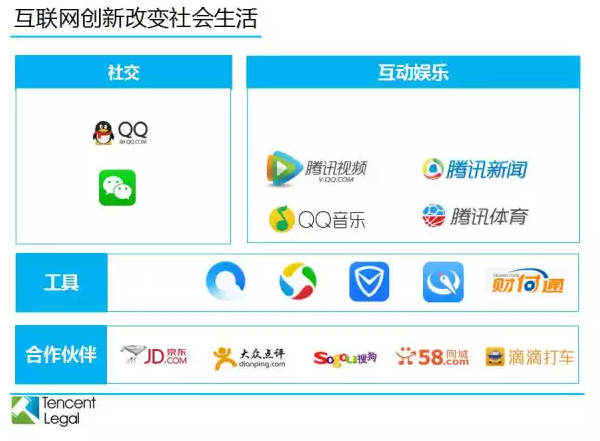 互联网创新改变社会生活
社交
互动娱乐
QQ
IM.QQ.COM
腾讯视频
V.QQ.COM
腾讯新闻
QQ音乐
腾讯体育
工具
财付通
合作伙伴
JD.京东
.COM
大众点评
dianping.com
Sogou搜狗
58同城
.com
滴滴打车
Tencent
Legal